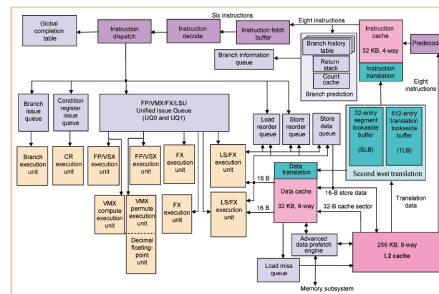 Six instructions
Eight instructions
Global
completion
table
Instruction
dispatch
Instruction
decode
Instruction fetch
buffer
Instruction
cache
32 KB, 4-way
Predecode
Branch information queue
Branch history
table
Return
stack
Count
cache
Branch prediction
Instruction
translation
Eight
instructions
Branch
issue
queue
Condition
register
issue queue
FP/VMX/FX/LSU
Unified Issue Queue
(UQ0 and UQ1)
Load
reorder
queue
Store
reorder
queue
Store
data
queue
32-entry
segment
lookaside
buffer
(SLB)
512-entry
translation
lookaside
buffer
(TLB)
Second level translation
Branch
execution
unit
CR
execution
unit
FP/VSX
execution
unit
FP/VSX
execution
unit
FX
execution
unit
LS/FX
execution
unit
VMX
compute
execution
unit
VMX
permute
execution
unit
Decimal
floating-
point
unit
FX
execution
unit
LS/FX
execution
unit
Data
translation
16 B
16 B
Data cache
32 KB, 8-way
16-B store data
32-B cache sector
Translation
data
Advanced
data prefetch
engine
Load miss
queue
256 KB, 8-way
L2 cache
Memory subsystem